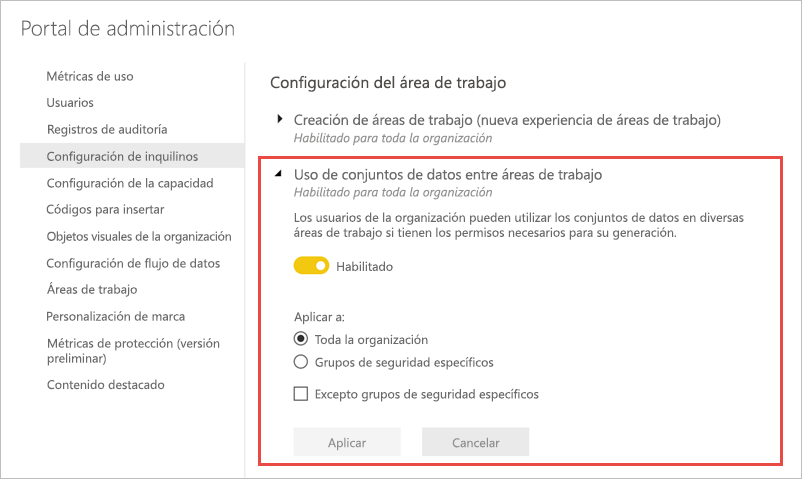 Portal de administración
Métricas de uso
Usuarios
Registros de auditoría
Configuración de inquilinos
Configuración de la capacidad
Códigos para insertar
Objetos visuales de la organización
Configuración de flujo de datos
Áreas de trabajo
Personalización de marca
Métricas de protección (versión
preliminar)
Contenido destacado
Configuración del área de trabajo
Creación de áreas de trabajo (nueva experiencia de áreas de trabajo)
Habilitado para toda la organización
Uso de conjuntos de datos entre áreas de trabajo
Habilitado para toda la organización
Los usuarios de la organización pueden utilizar los conjuntos de datos en diversas
áreas de trabajo si tienen los permisos necesarios para su generación.
Habilitado
Aplicar a:
Toda la organización
Grupos de seguridad específicos
Excepto grupos de seguridad específicos
Aplicar
Cancelar